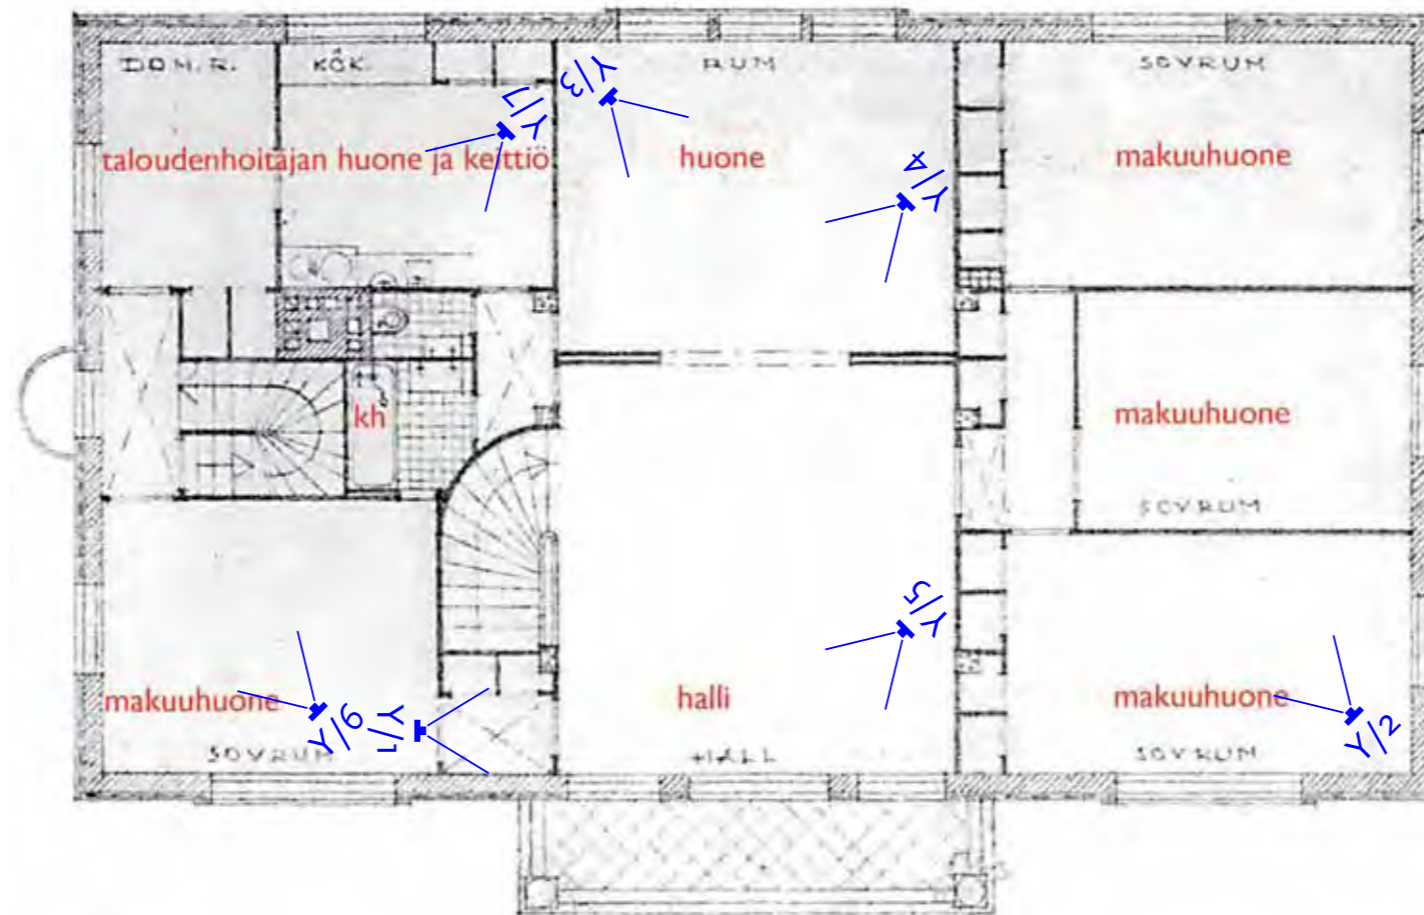 DOM.R.
KÖK.
RUM
SOVRUM
Y/3
Y/7
taloudenhoitajan huone ja keittiö
huone
makuuhuone
Y/4
kh
makuuhuone
SOVRUM
Y/5
makuuhuone
Y/6
Y/1
halli
makuuhuone
Y/2
SOVRUM
HALL
SOVRUM